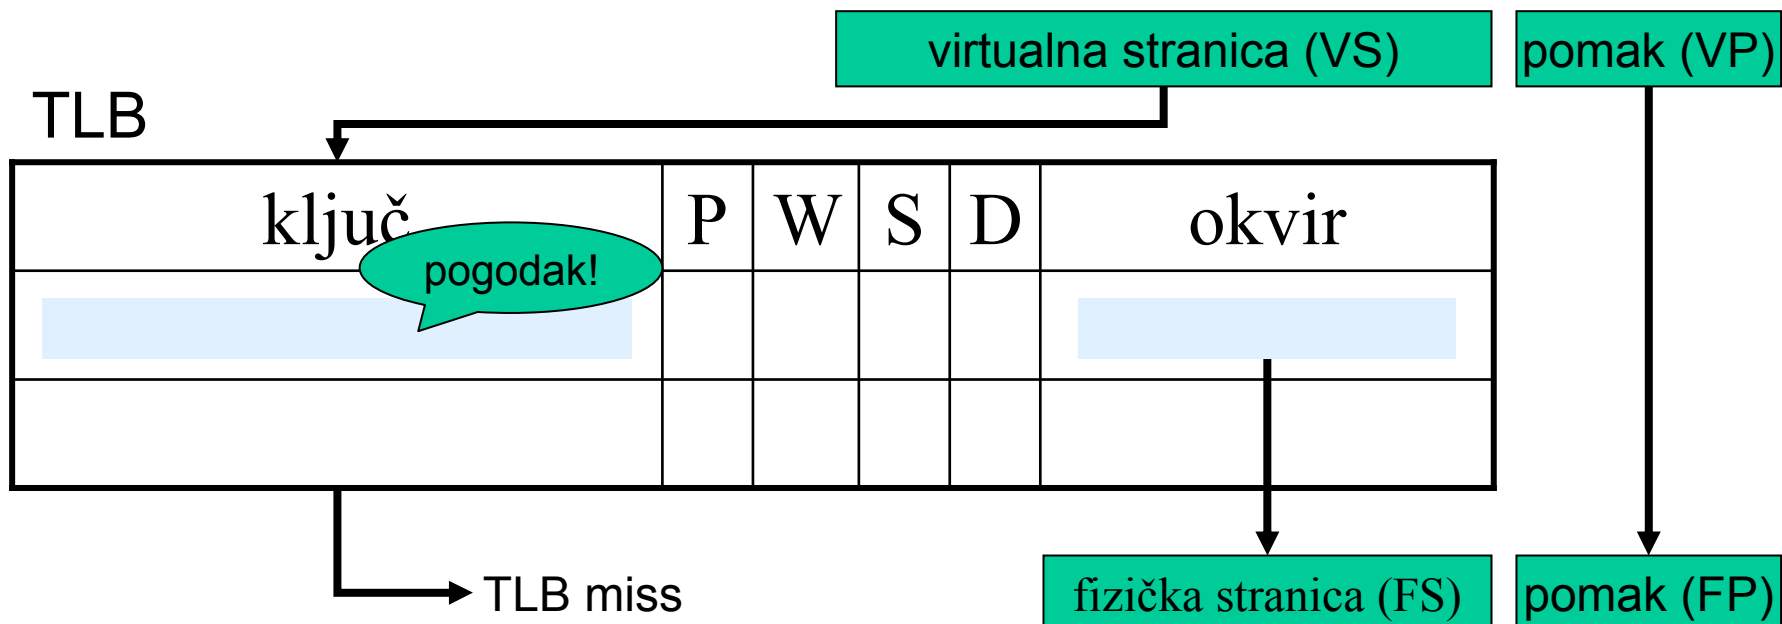 virtualna stranica (VS) pomak (VP)
TLB
ključ P W S D okvir
pogodak!
TLB miss
fizička stranica (FS) pomak (FP)